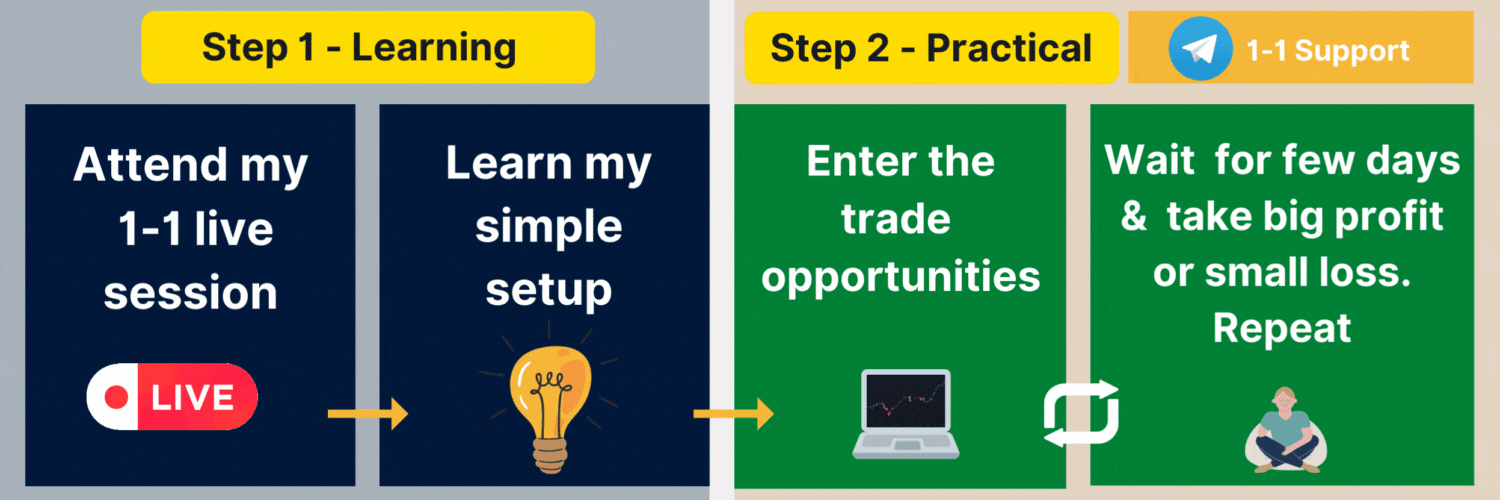 Step 1 - Learning
Attend my
1-1 live
session
LIVE
Learn my
simple
setup
Step 2 - Practical
1-1 Support
Enter the
trade
opportunities
Wait for few days
& take big profit
or small loss.
Repeat